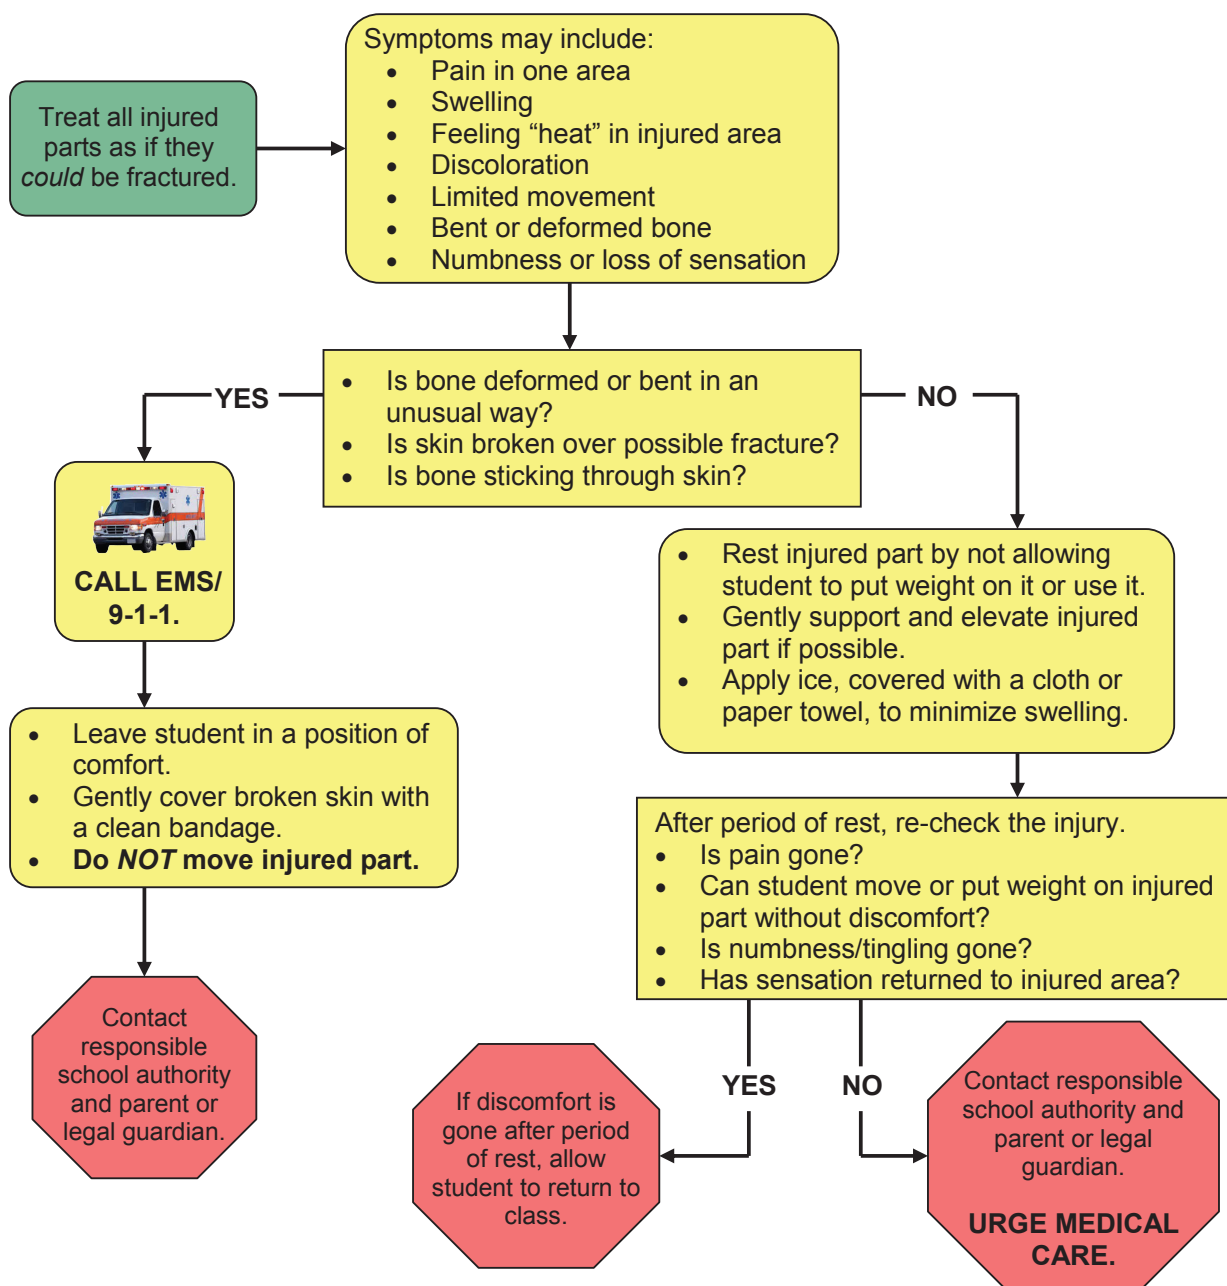 Treat all injured
parts as if they
could be fractured.
Symptoms may include:
• Pain in one area
• Swelling
• Feeling “heat” in injured area
• Discoloration
• Limited movement
• Bent or deformed bone
• Numbness or loss of sensation
• Is bone deformed or bent in an
unusual way?
• Is skin broken over possible fracture?
• Is bone sticking through skin?
YES
NO
CALL EMS/
9-1-1.
• Leave student in a position of
comfort.
• Gently cover broken skin with
a clean bandage.
• Do NOT move injured part.
Contact
responsible
school authority
and parent or
legal guardian.
• Rest injured part by not allowing
student to put weight on it or use it.
• Gently support and elevate injured
part if possible.
• Apply ice, covered with a cloth or
paper towel, to minimize swelling.
After period of rest, re-check the injury.
• Is pain gone?
• Can student move or put weight on injured
part without discomfort?
• Is numbness/tingling gone?
• Has sensation returned to injured area?
YES
NO
If discomfort is
gone after period
of rest, allow
student to return to
class.
Contact responsible
school authority and
parent or legal
guardian.
URGE MEDICAL
CARE.